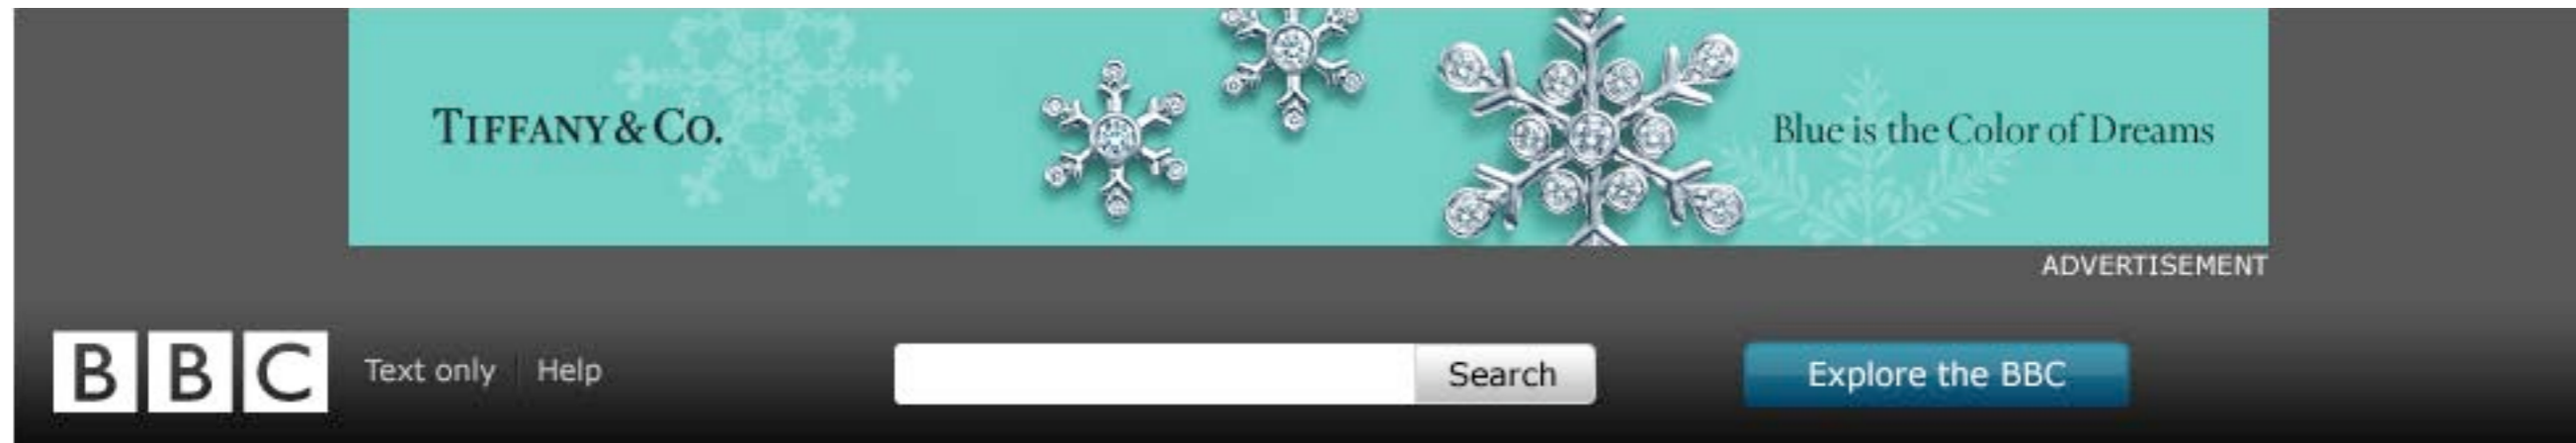 TIFFANY & CO.
Blue is the Color of Dreams
ADVERTISEMENT
BBC
Text only
Help
Search
Explore the BBC